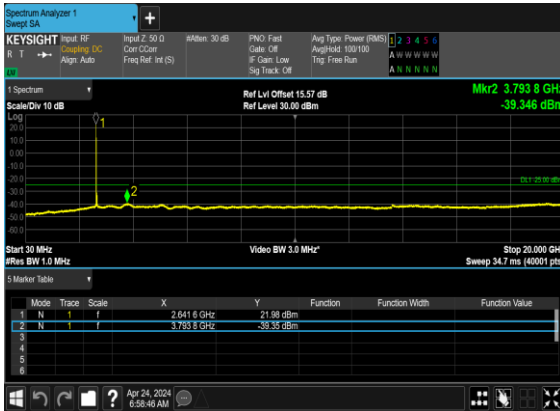 Spectrum Analyzer 1
Swept SA
+
KEYSIGHT
R T
Input: RF
Coupling: DC
Align: Auto
Input Z: 50 Ω
Corr CCorr
Freq Ref: Int (S)
#Atten: 30 dB
PNO: Fast
Gate: Off
IF Gain: Low
Sig Track: Off
Avg Type: Power (RMS)
Avg|Hold: 100/100
Trig: Free Run
1 2 3 4 5 6
A W W W W W
A N N N N N
1 Spectrum
Scale/Div 10 dB
Ref Lvl Offset 15.57 dB
Ref Level 30.00 dBm
Mkr2 3.793 8 GHz
-39.346 dBm
Log
20.0
10.0
0.00
-10.0
-20.0
-30.0
-40.0
-50.0
-60.0
1
2
DL1 -25.00 dBm
Start 30 MHz
#Res BW 1.0 MHz
Video BW 3.0 MHz*
Stop 20.000 GHz
Sweep 34.7 ms (40001 pts)
5 Marker Table
Mode Trace Scale X Y Function Function Width Function Value
1 N 1 f 2.641 6 GHz 21.98 dBm
2 N 1 f 3.793 8 GHz -39.35 dBm
3
4
5
6
?
Apr 24, 2024
6:58:46 AM